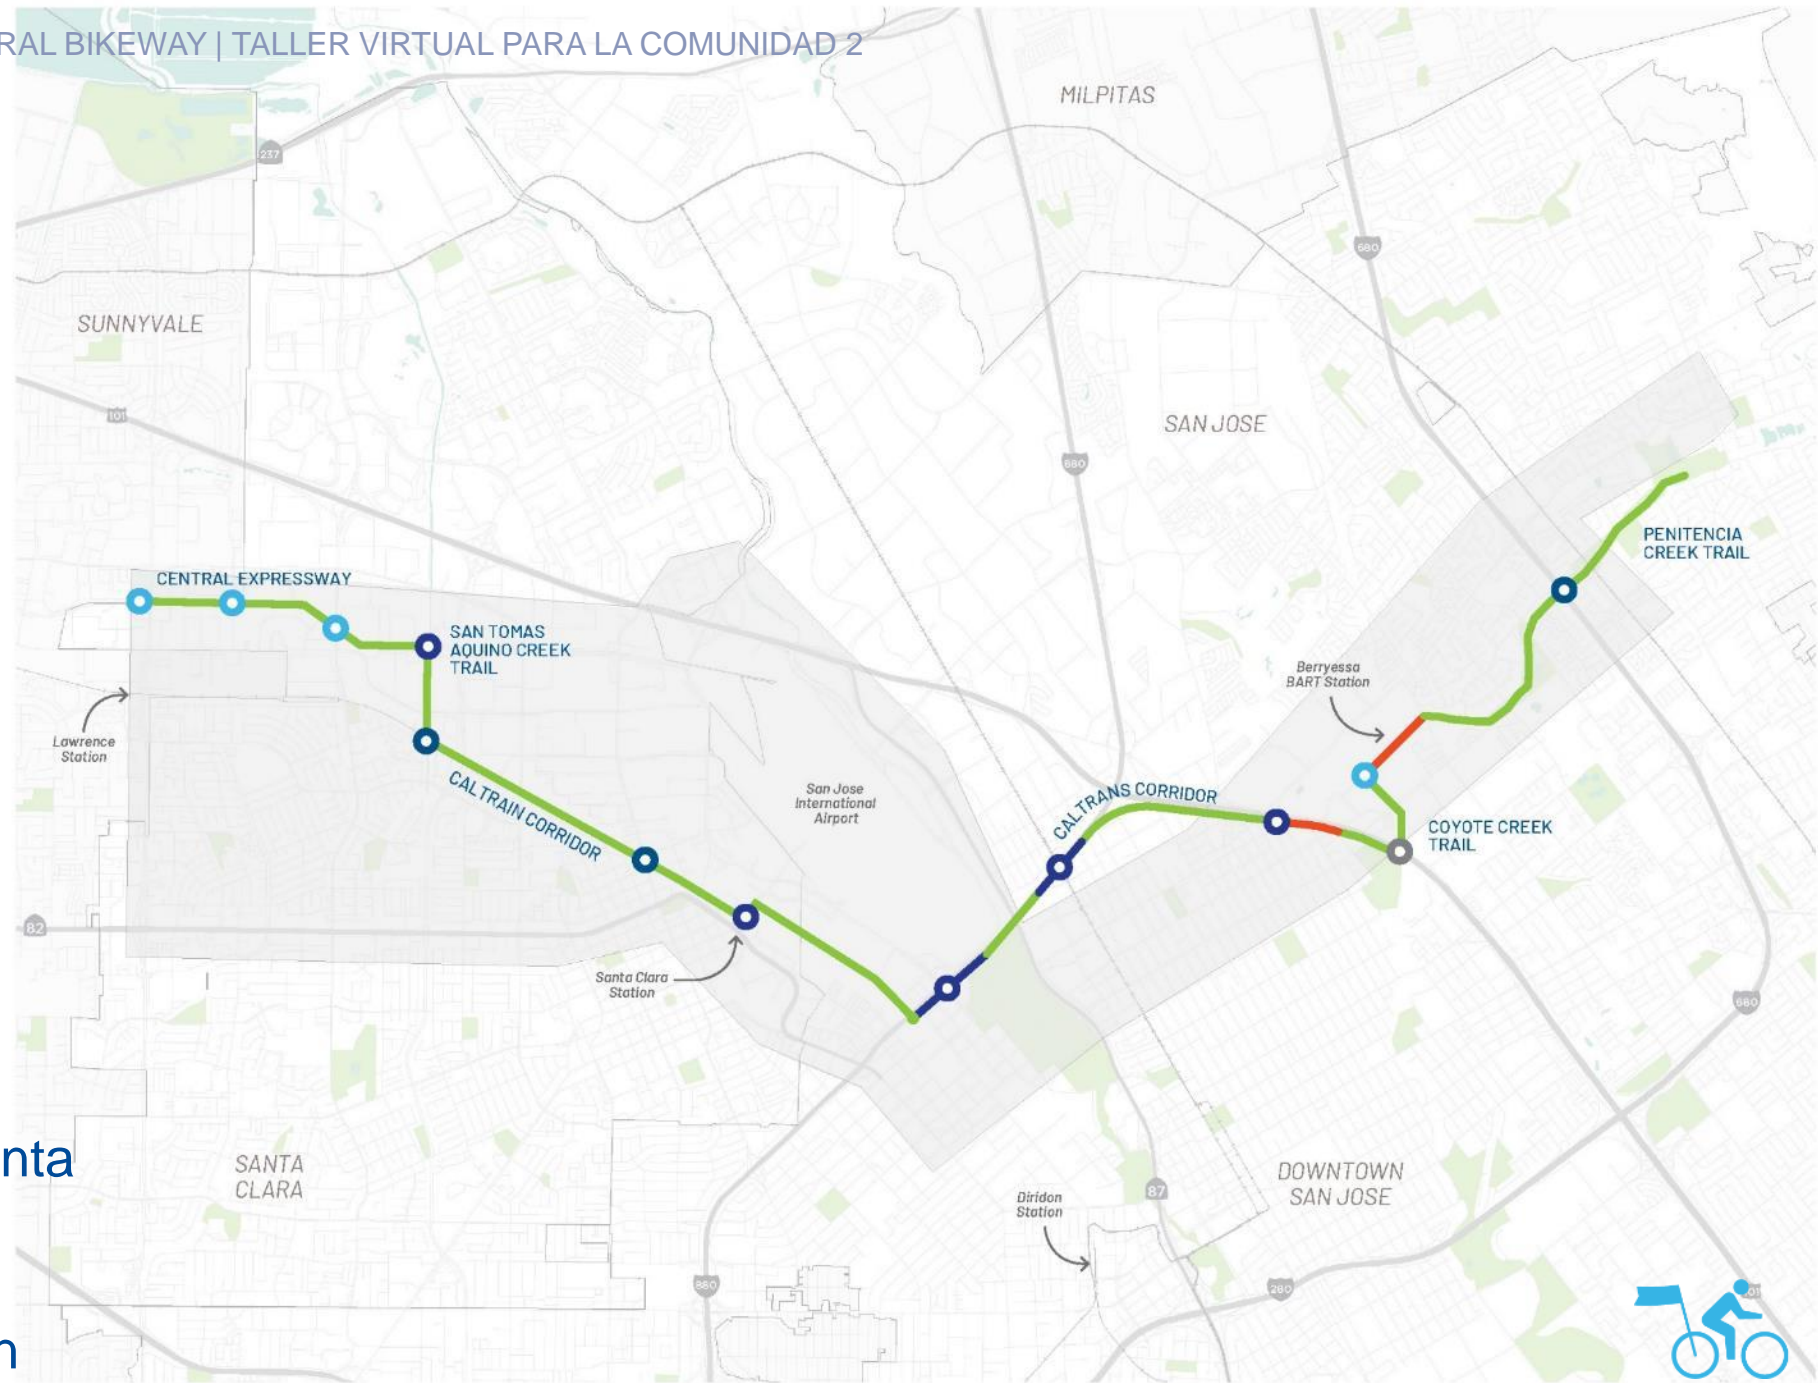 RAL BIKEWAY | TALLER VIRTUAL PARA LA COMUNIDAD 2
MILPITAS
237
680
SUNNYVALE
101
SAN JOSE
880
PENITENCIA
CREEK TRAIL
CENTRAL EXPRESSWAY
SAN TOMAS
AQUINO CREEK
TRAIL
Berryessa
BART Station
Lawrence
Station
CALTRAIN CORRIDOR
San Jose
International
Airport
CALTRANS CORRIDOR
COYOTE CREEK
TRAIL
82
Santa Clara
Station
680
nta
SANTA
CLARA
DOWNTOWN
SAN JOSE
Diridon
Station
87
880
280
n